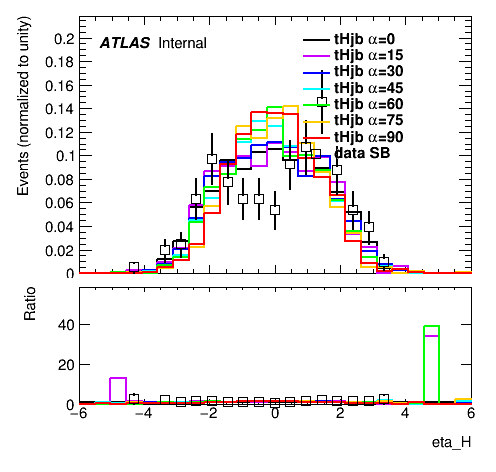 ATLAS Internal
tHjb α=0
tHjb α=15
tHjb α=30
tHjb α=45
tHjb α=60
tHjb α=75
tHjb α=90
data SB
Events (normalized to unity)
0.2
0.18
0.16
0.14
0.12
0.1
0.08
0.06
0.04
0.02
0
Ratio
40
20
0
−6 −4 −2 0 2 4 6
eta_H